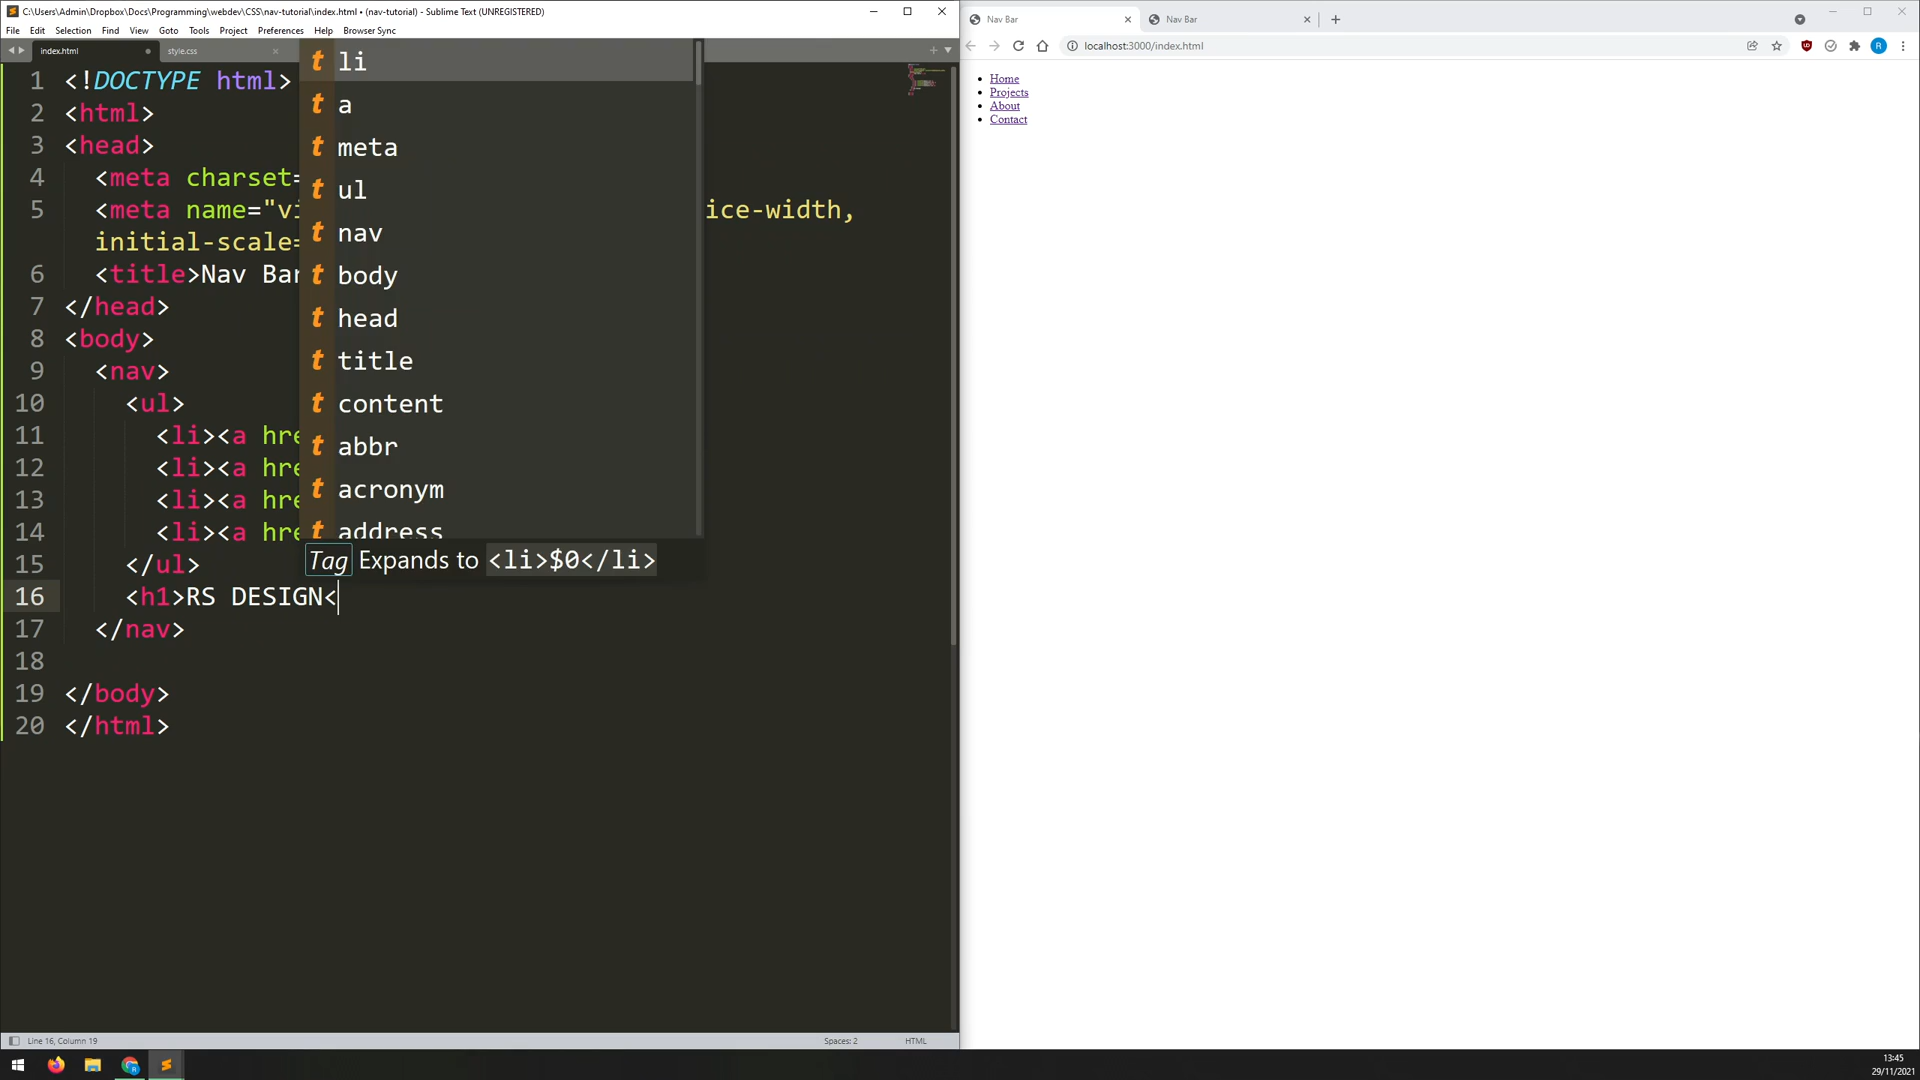 C:\Users\Admin\Dropbox\Docs\Programming\webdev\CSS\nav-tutorial\index.html • (nav-tutorial) - Sublime Text (UNREGISTERED)
File Edit Selection Find View Goto Tools Project Preferences Help Browser Sync
index.html
style.css
1 <!DOCTYPE html>
2 <html>
3 <head>
4 <meta charset=
5 <meta name="vi ice-width,
initial-scale=
6 <title>Nav Bar
7 </head>
8 <body>
9 <nav>
10 <ul>
11 <li><a hre
12 <li><a hre
13 <li><a hre
14 <li><a hre
15 </ul>
16 <h1>RS DESIGN<
17 </nav>
18
19 </body>
20 </html>
t li
t a
t meta
t ul
t nav
t body
t head
t title
t content
t abbr
t acronym
t address
Tag Expands to <li>$0</li>
Line 16, Column 19
Spaces: 2
HTML
Nav Bar
Nav Bar
localhost:3000/index.html
R
Home
Projects
About
Contact
13:45
29/11/2021